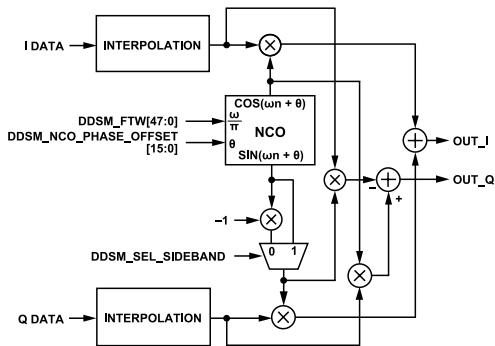 I DATA
INTERPOLATION
COS(ωn + θ)
DDSM_FTW[47:0]
ω
π
NCO
DDSM_NCO_PHASE_OFFSET
[15:0]
θ
SIN(ωn + θ)
OUT_I
–
+
OUT_Q
–1
0 1
DDSM_SEL_SIDEBAND
Q DATA
INTERPOLATION